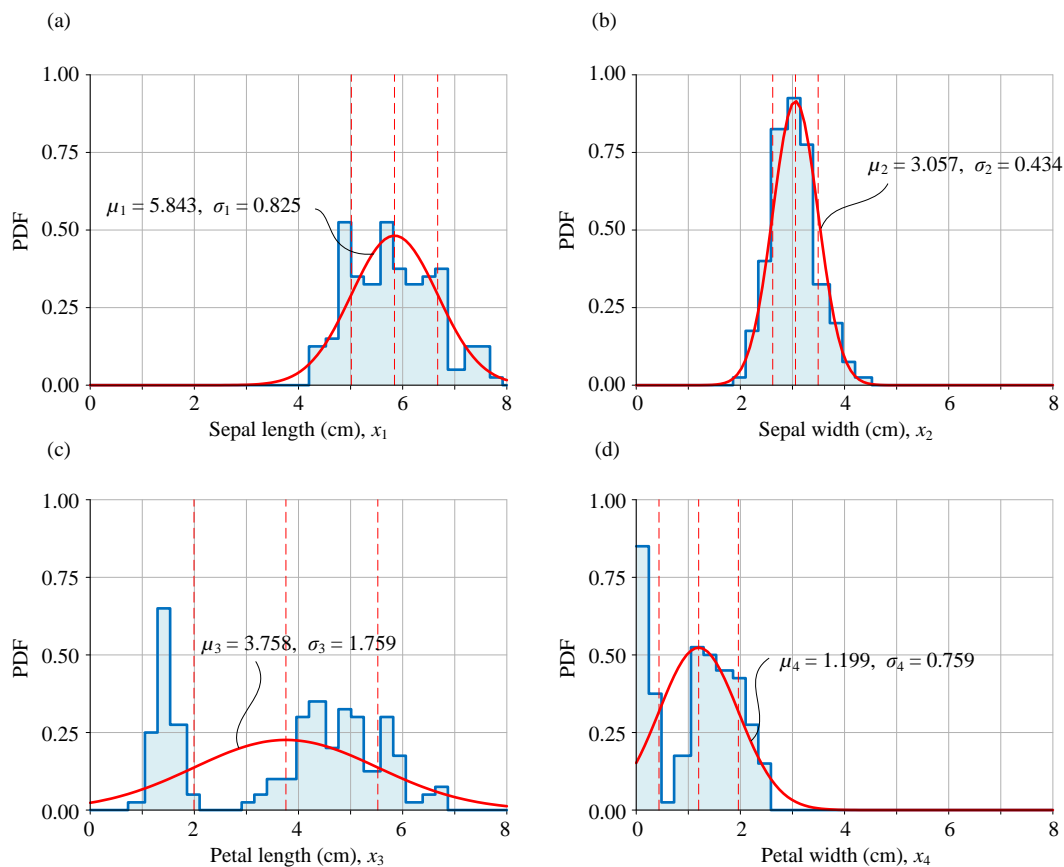 (a)
1.00
0.75
0.50
0.25
0.00
PDF
μ1 = 5.843, σ1 = 0.825
0 2 4 6 8
Sepal length (cm), x1
(b)
1.00
0.75
0.50
0.25
0.00
PDF
μ2 = 3.057, σ2 = 0.434
0 2 4 6 8
Sepal width (cm), x2
(c)
1.00
0.75
0.50
0.25
0.00
PDF
μ3 = 3.758, σ3 = 1.759
0 2 4 6 8
Petal length (cm), x3
(d)
1.00
0.75
0.50
0.25
0.00
PDF
μ4 = 1.199, σ4 = 0.759
0 2 4 6 8
Petal width (cm), x4